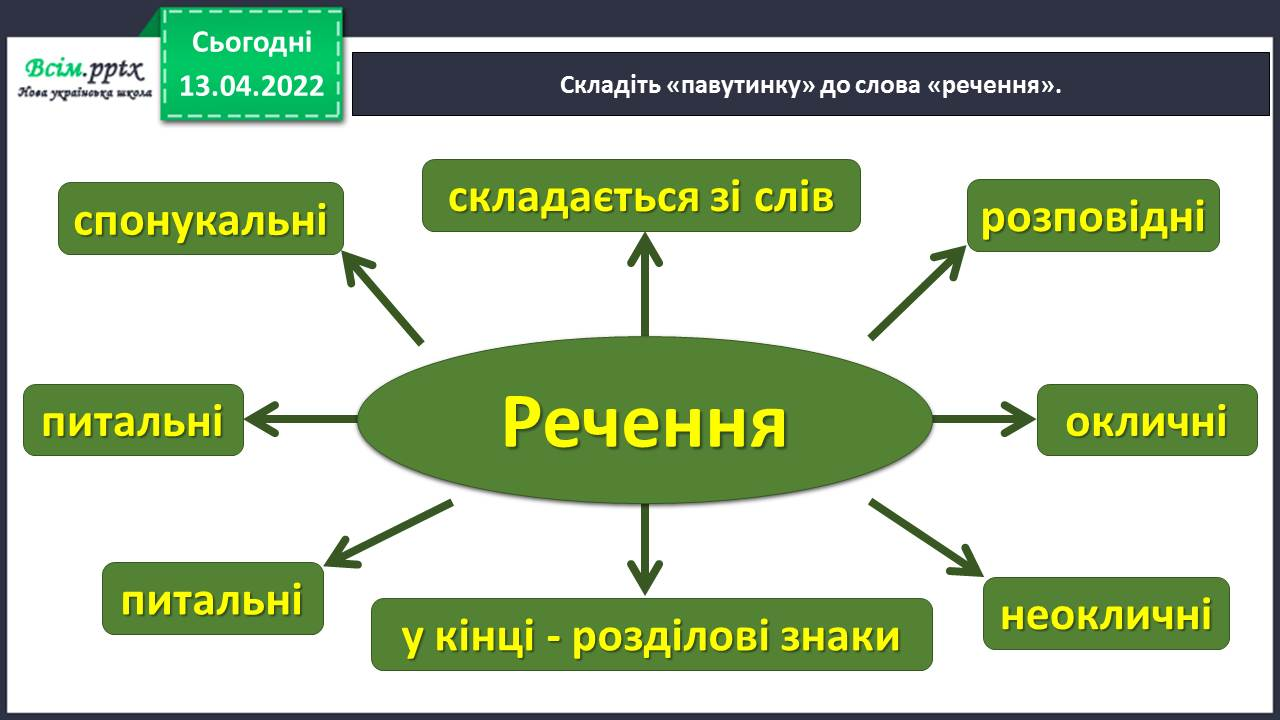 Всім.pptx
Нова українська школа
Сьогодні
13.04.2022
Складіть «павутинку» до слова «речення».
спонукальні
складається зі слів
розповідні
питальні
Речення
окличні
питальні
у кінці - розділові знаки
неокличні